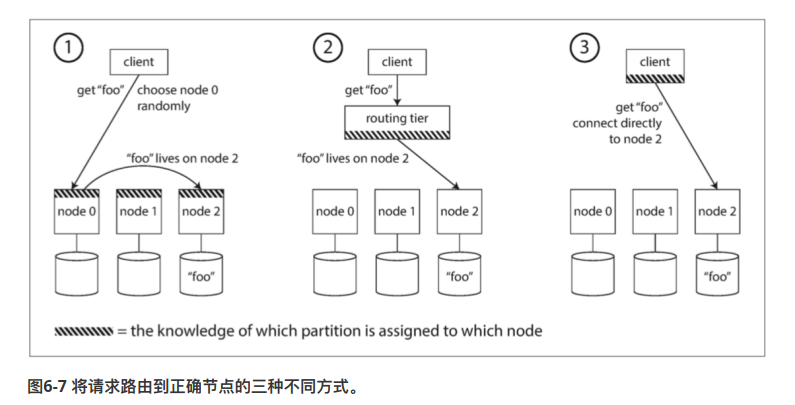 1
client
get “foo”
choose node 0
randomly
“foo” lives on node 2
node 0
node 1
node 2
“foo”
2
client
get “foo”
routing tier
“foo” lives on node 2
node 0
node 1
node 2
“foo”
3
client
get “foo”
connect directly
to node 2
node 0
node 1
node 2
“foo”
= the knowledge of which partition is assigned to which node
图6-7 将请求路由到正确节点的三种不同方式。